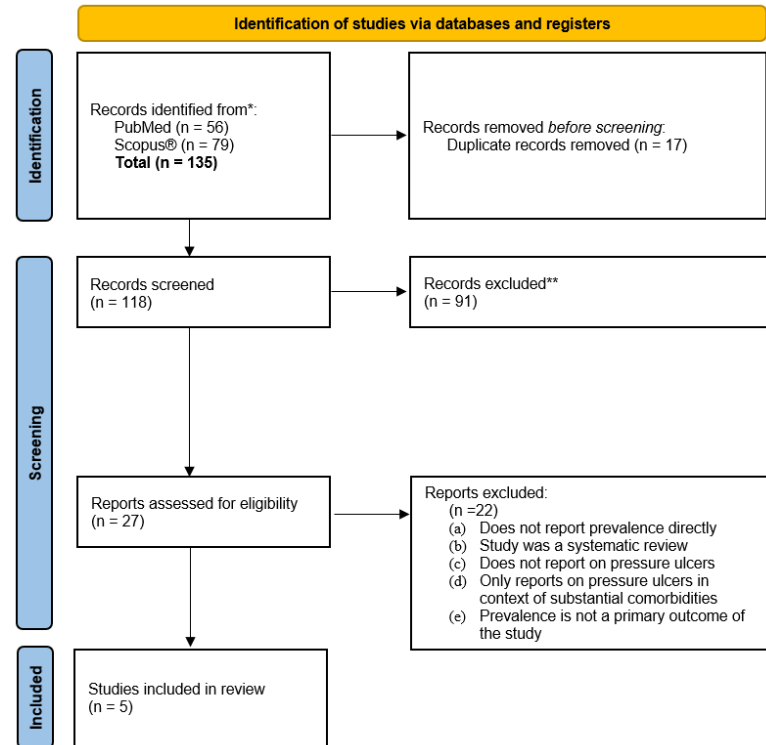 Identification of studies via databases and registers
Identification
Records identified from*:
PubMed (n = 56)
Scopus® (n = 79)
Total (n = 135)
Records removed before screening:
Duplicate records removed (n = 17)
Screening
Records screened
(n = 118)
Records excluded**
(n = 91)
Reports assessed for eligibility
(n = 27)
Reports excluded:
(n =22)
(a) Does not report prevalence directly
(b) Study was a systematic review
(c) Does not report on pressure ulcers
(d) Only reports on pressure ulcers in
context of substantial comorbidities
(e) Prevalence is not a primary outcome of
the study
Included
Studies included in review
(n = 5)